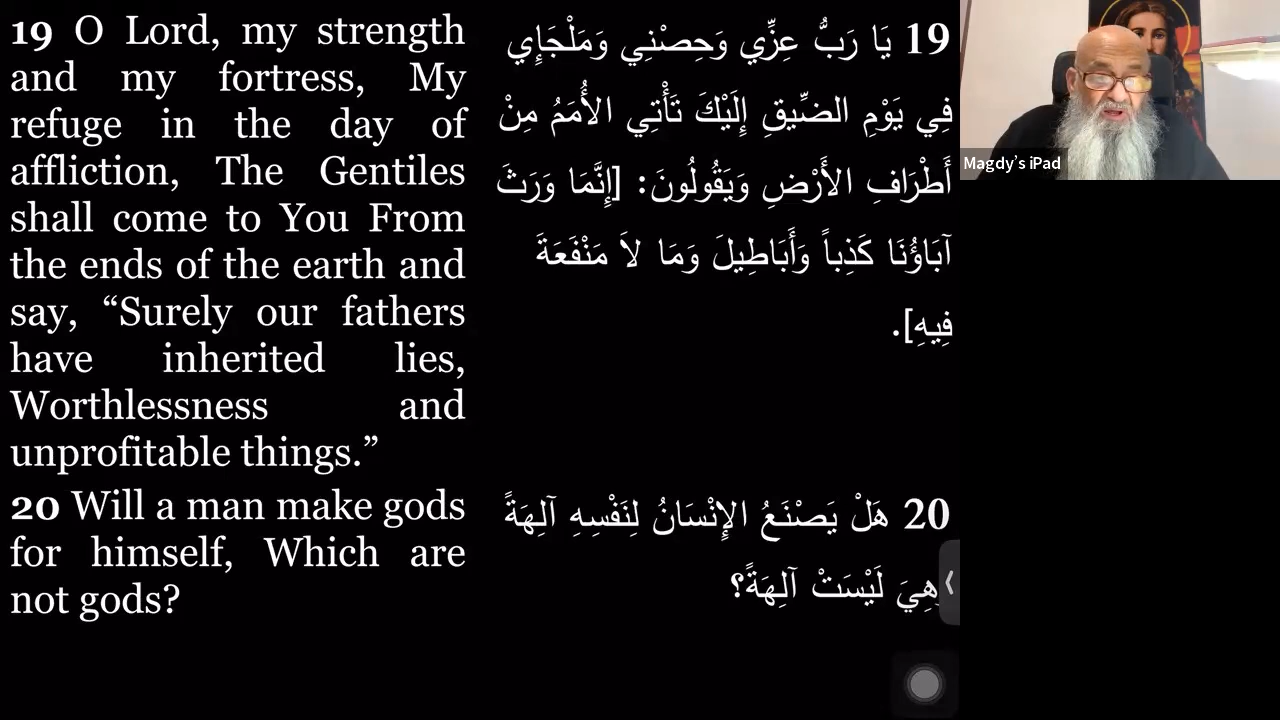 19 O Lord, my strength
and my fortress, My
refuge in the day of
affliction, The Gentiles
shall come to You From
the ends of the earth and
say, “Surely our fathers
have inherited lies,
Worthlessness and
unprofitable things.”
20 Will a man make gods
for himself, Which are
not gods?
19 يَا رَبُّ عِزِّي وَحِصْنِي وَمَلْجَإِي
فِي يَوْمِ الضِّيقِ إِلَيْكَ تَأْتِي الأُمَمُ مِنْ
أَطْرَافِ الأَرْضِ وَيَقُولُونَ: [إِنَّمَا وَرَثَ
آبَاؤُنَا كَذِباً وَأَبَاطِيلَ وَمَا لاَ مَنْفَعَةَ
فِيهِ].
20 هَلْ يَصْنَعُ الإِنْسَانُ لِنَفْسِهِ آلِهَةً
وَهِيَ لَيْسَتْ آلِهَةً؟
Magdy’s iPad